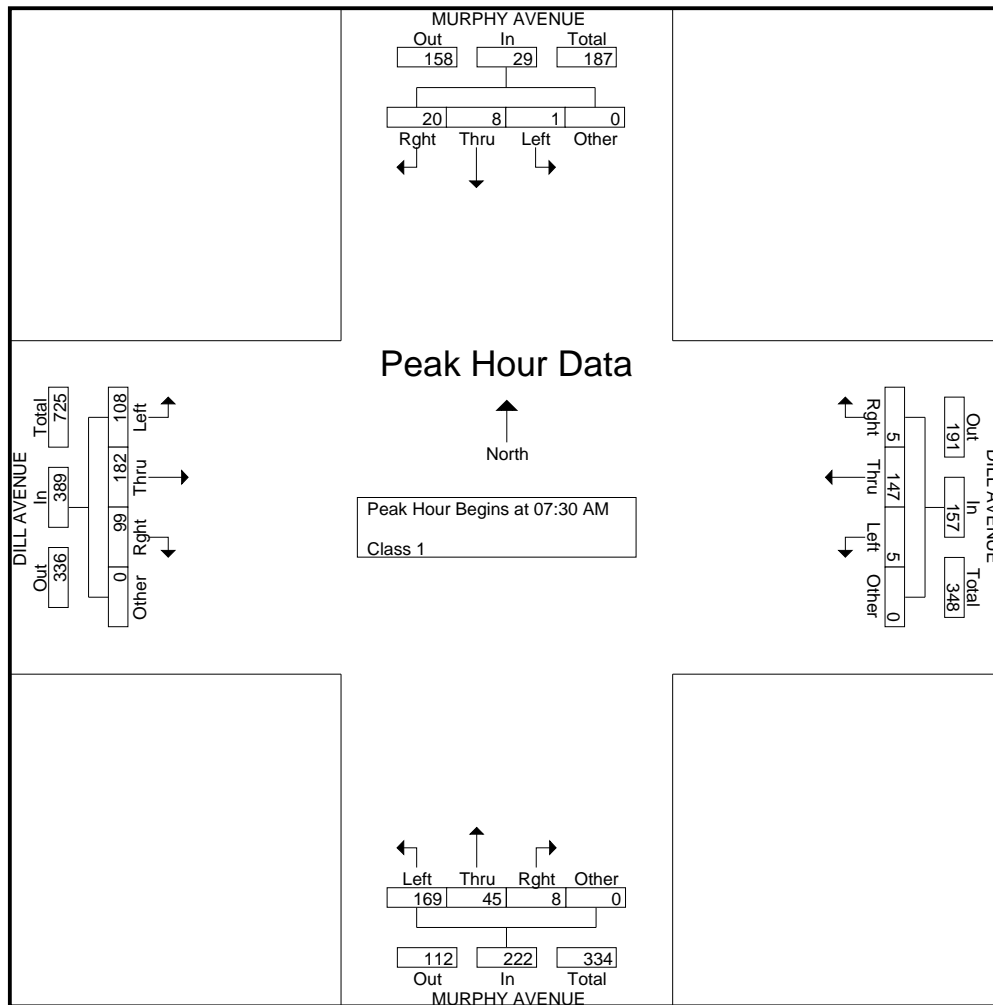 MURPHY AVENUE
Out In Total
158 29 187
20 8 1 0
Rght Thru Left Other
Peak Hour Data
North
Peak Hour Begins at 07:30 AM
Class 1
DILL AVENUE
Out In Total
336 389 725
Left Thru Rght Other
108 182 99 0
Rght Thru Left Other
5 147 5 0
Out In Total
191 157 348
DILL AVENUE
Left Thru Rght Other
169 45 8 0
112 222 334
Out In Total
MURPHY AVENUE